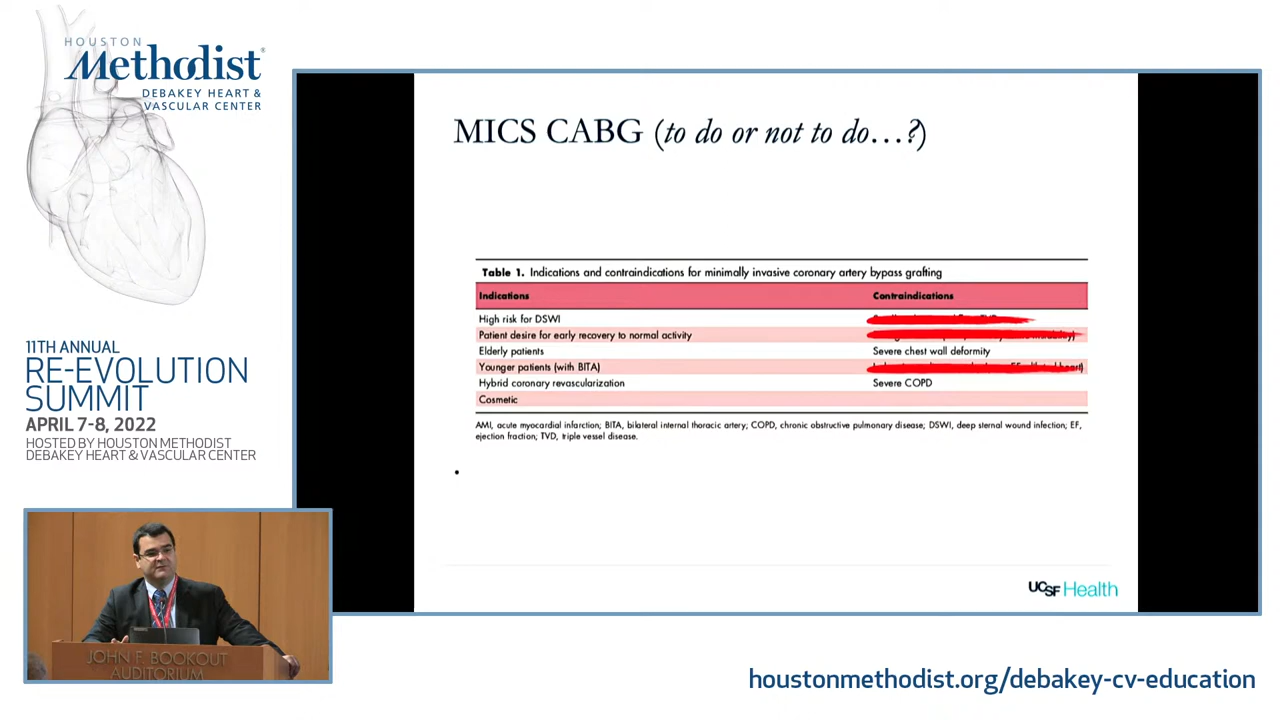 HOUSTON
Methodist®
DEBAKEY HEART &
VASCULAR CENTER
11TH ANNUAL
RE-EVOLUTION
SUMMIT
APRIL 7-8, 2022
HOSTED BY HOUSTON METHODIST
DEBAKEY HEART & VASCULAR CENTER
MICS CABG (to do or not to do...?)
Table 1. Indications and contraindications for minimally invasive coronary artery bypass grafting
Indications Contraindications
High risk for DSWI
Patient desire for early recovery to normal activity
Elderly patients Severe chest wall deformity
Younger patients (with BITA)
Hybrid coronary revascularization Severe COPD
Cosmetic
AMI, acute myocardial infarction; BITA, bilateral internal thoracic artery; COPD, chronic obstructive pulmonary disease; DSWI, deep sternal wound infection; EF,
ejection fraction; TVD, triple vessel disease.
•
UCSF Health
JOHN F. BOOKOUT
AUDITORIUM
houstonmethodist.org/debakey-cv-education